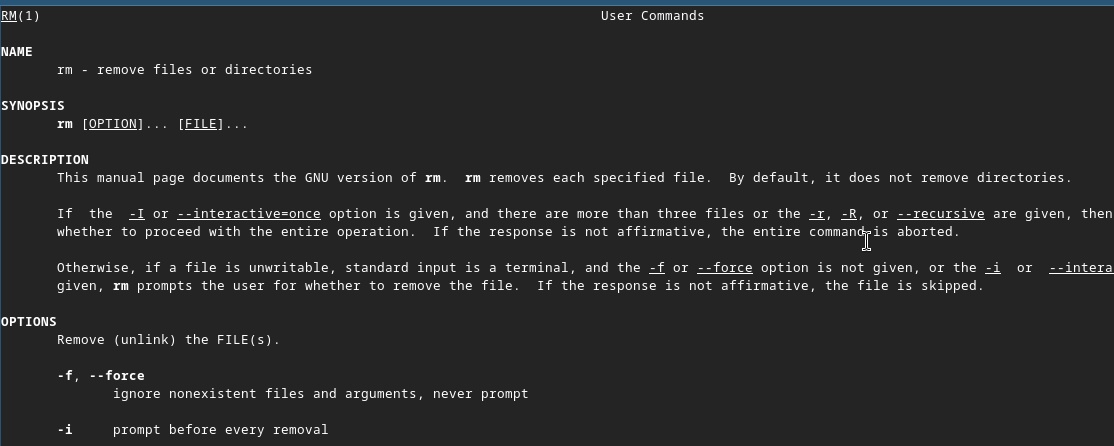 RM(1) User Commands
NAME
rm - remove files or directories
SYNOPSIS
rm [OPTION]... [FILE]...
DESCRIPTION
This manual page documents the GNU version of rm.  rm removes each specified file.  By default, it does not remove directories.
If  the  -I or --interactive=once option is given, and there are more than three files or the -r, -R, or --recursive are given, then
whether to proceed with the entire operation.  If the response is not affirmative, the entire command is aborted.
Otherwise, if a file is unwritable, standard input is a terminal, and the -f or --force option is not given, or the -i  or  --intera
given, rm prompts the user for whether to remove the file.  If the response is not affirmative, the file is skipped.
OPTIONS
Remove (unlink) the FILE(s).
-f, --force
ignore nonexistent files and arguments, never prompt
-i     prompt before every removal